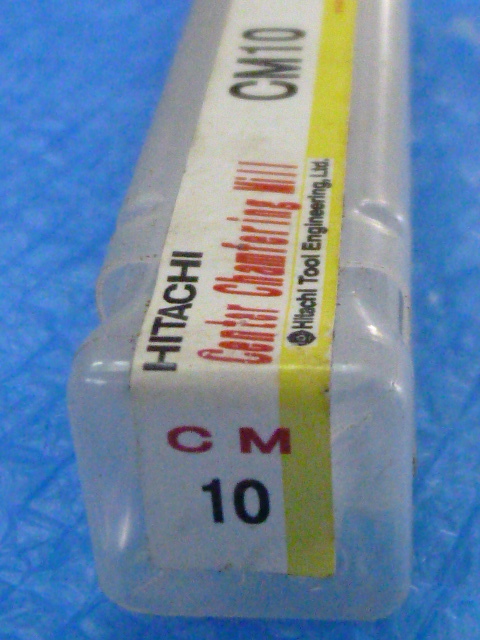 HITACHI
Center Chamfering Mill CM10
Hitachi Tool Engineering, Ltd.
CM
10